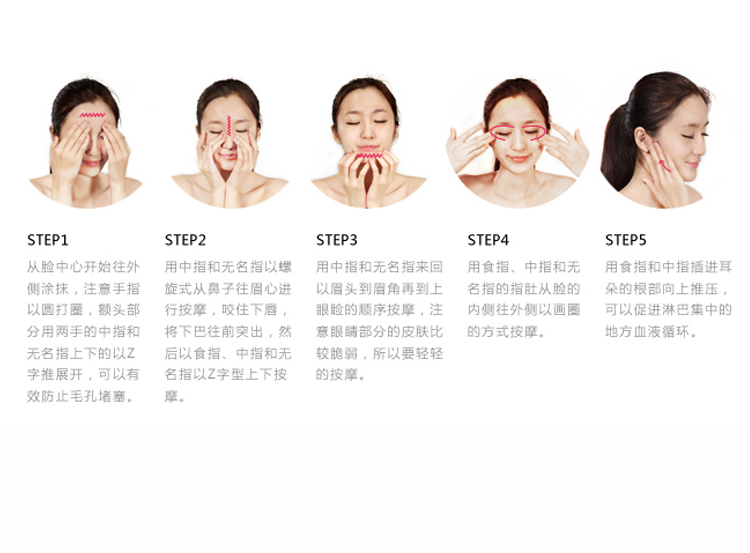 STEP1
从脸中心开始往外
侧涂抹，注意手指
以圆打圈，额头部
分用两手的中指和
无名指上下的以Z
字推展开，可以有
效防止毛孔堵塞。
STEP2
用中指和无名指以螺
旋式从鼻子往眉心进
行按摩，咬住下唇，
将下巴往前突出，然
后以食指、中指和无
名指以Z字型上下按
摩。
STEP3
用中指和无名指来回
以眉头到眉角再到上
眼睑的顺序按摩，注
意眼睛部分的皮肤比
较脆弱，所以要轻轻
的按摩。
STEP4
用食指、中指和无
名指的指肚从脸的
内侧往外侧以画圈
的方式按摩。
STEP5
用食指和中指插进耳
朵的根部向上推压，
可以促进淋巴集中的
地方血液循环。